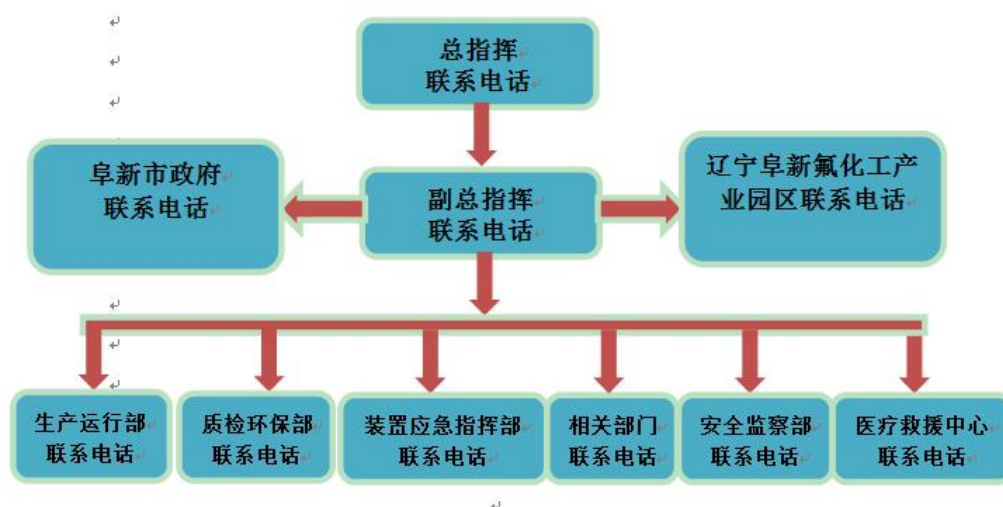 总指挥
联系电话
阜新市政府
联系电话
副总指挥
联系电话
辽宁阜新氟化工产
业园区联系电话
生产运行部
联系电话
质检环保部
联系电话
装置应急指挥部
联系电话
相关部门
联系电话
安全监察部
联系电话
医疗救援中心
联系电话